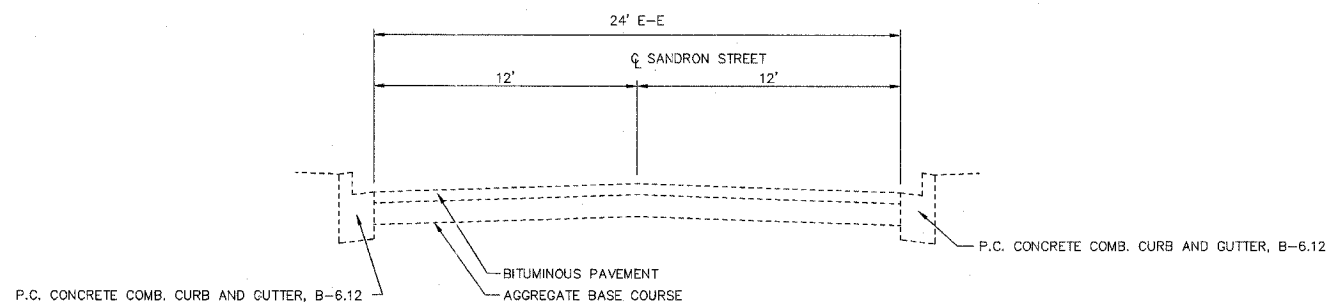 24' E-E
℄ SANDRON STREET
12'
12'
P.C. CONCRETE COMB. CURB AND GUTTER, B-6.12
BITUMINOUS PAVEMENT
P.C. CONCRETE COMB. CURB AND GUTTER, B-6.12
AGGREGATE BASE COURSE